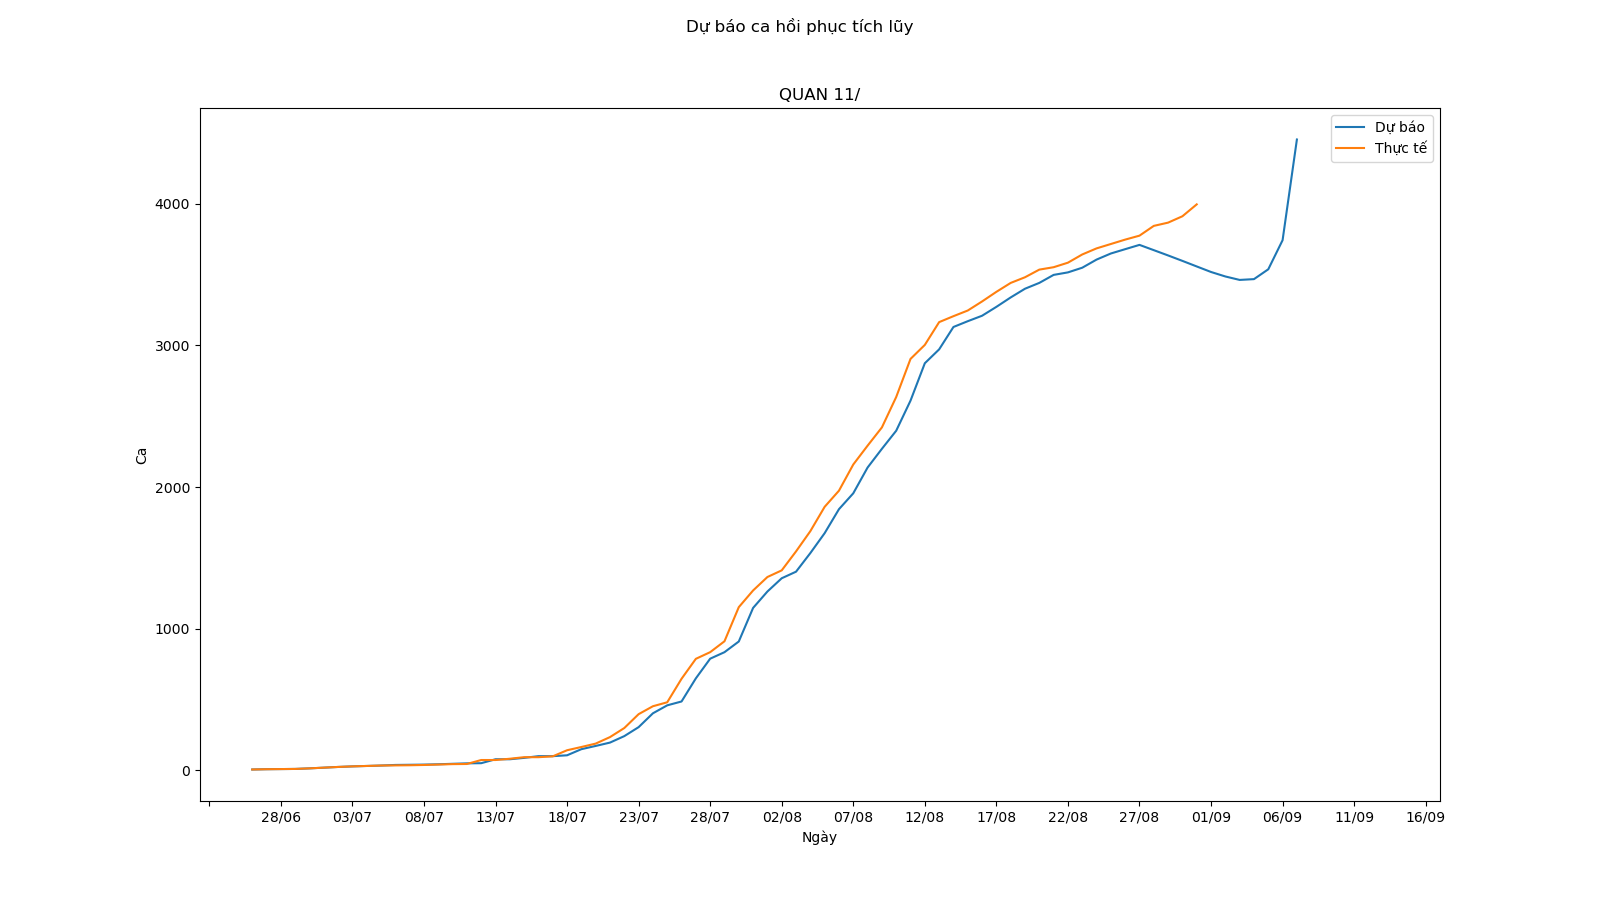 Dự báo ca hồi phục tích lũy
QUAN 11/
Dự báo
Thực tế
4000
3000
2000
1000
0
Ca
28/06 03/07 08/07 13/07 18/07 23/07 28/07 02/08 07/08 12/08 17/08 22/08 27/08 01/09 06/09 11/09 16/09
Ngày